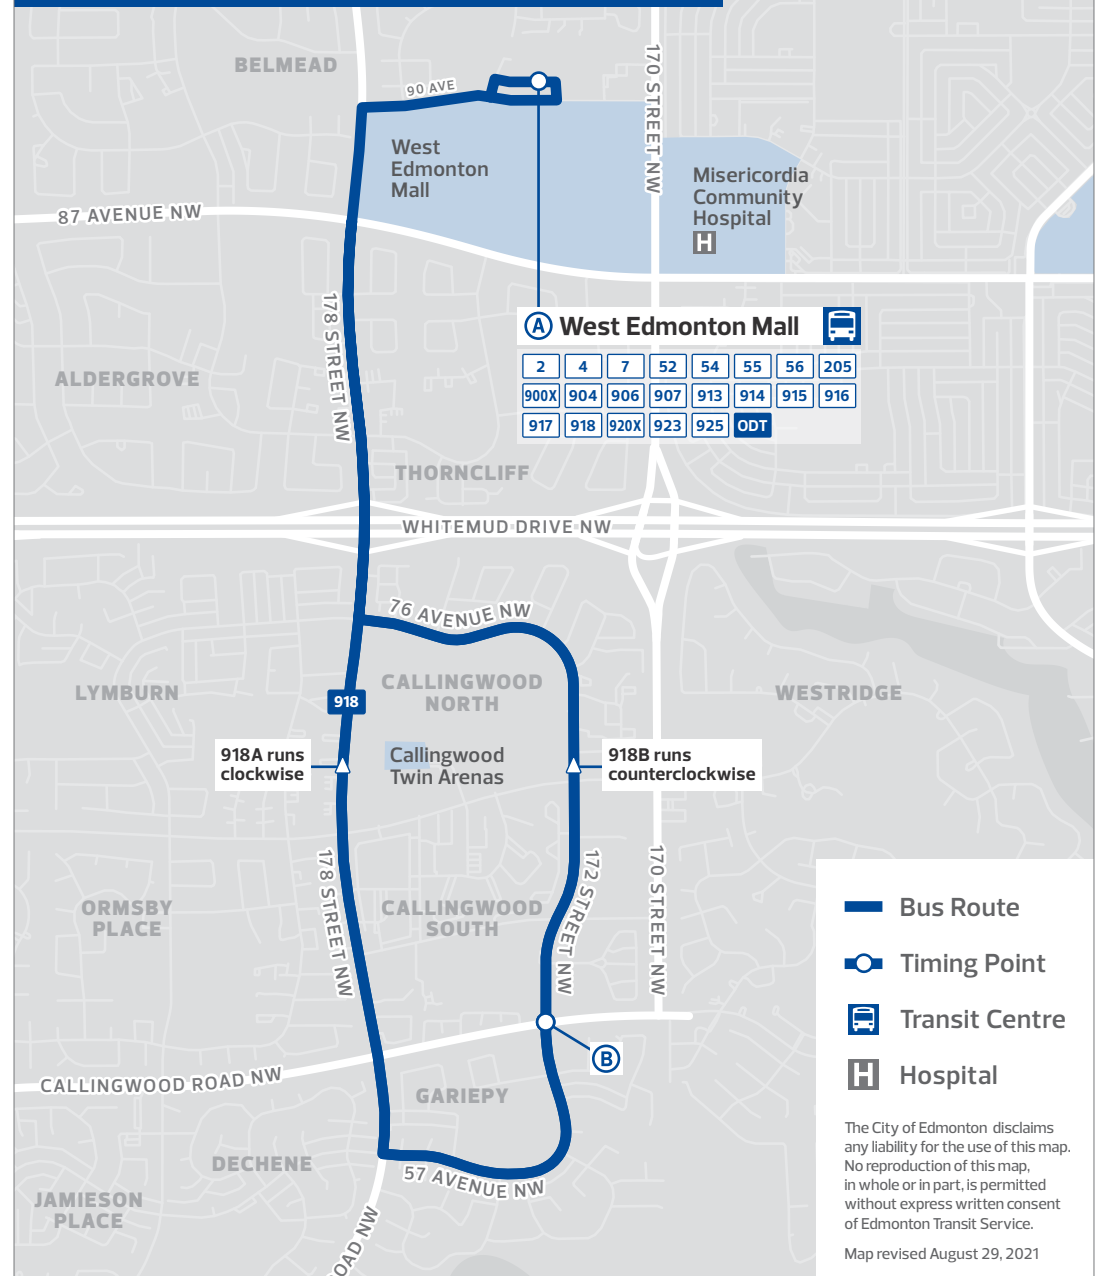 BELMEAD
90 AVE
170 STREET NW
West
Edmonton
Mall
Misericordia
Community
Hospital
H
87 AVENUE NW
178 STREET NW
A West Edmonton Mall
2 4 7 52 54 55 56 205
900X 904 906 907 913 914 915 916
917 918 920X 923 925 ODT
ALDERGROVE
THORNCLIFF
WHITEMUD DRIVE NW
76 AVENUE NW
LYMBURN
CALLINGWOOD
NORTH
WESTRIDGE
918
918A runs
clockwise
Callingwood
Twin Arenas
918B runs
counterclockwise
178 STREET NW
172 STREET NW
170 STREET NW
ORMSBY
PLACE
CALLINGWOOD
SOUTH
B
CALLINGWOOD ROAD NW
GARIEPY
DECHENE
57 AVENUE NW
JAMIESON
PLACE
OAD NW
Bus Route
Timing Point
Transit Centre
H Hospital
The City of Edmonton disclaims
any liability for the use of this map.
No reproduction of this map,
in whole or in part, is permitted
without express written consent
of Edmonton Transit Service.
Map revised August 29, 2021